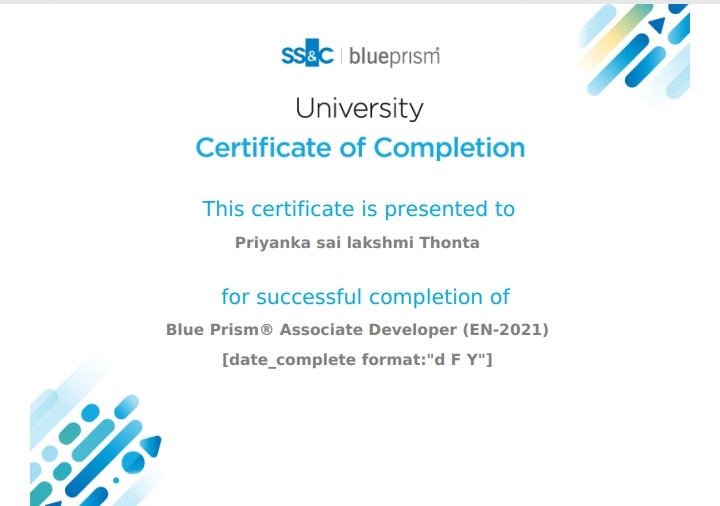 SS&C | blueprism
University
Certificate of Completion
This certificate is presented to
Priyanka sai lakshmi Thonta
for successful completion of
Blue Prism® Associate Developer (EN-2021)
[date_complete format:"d F Y"]